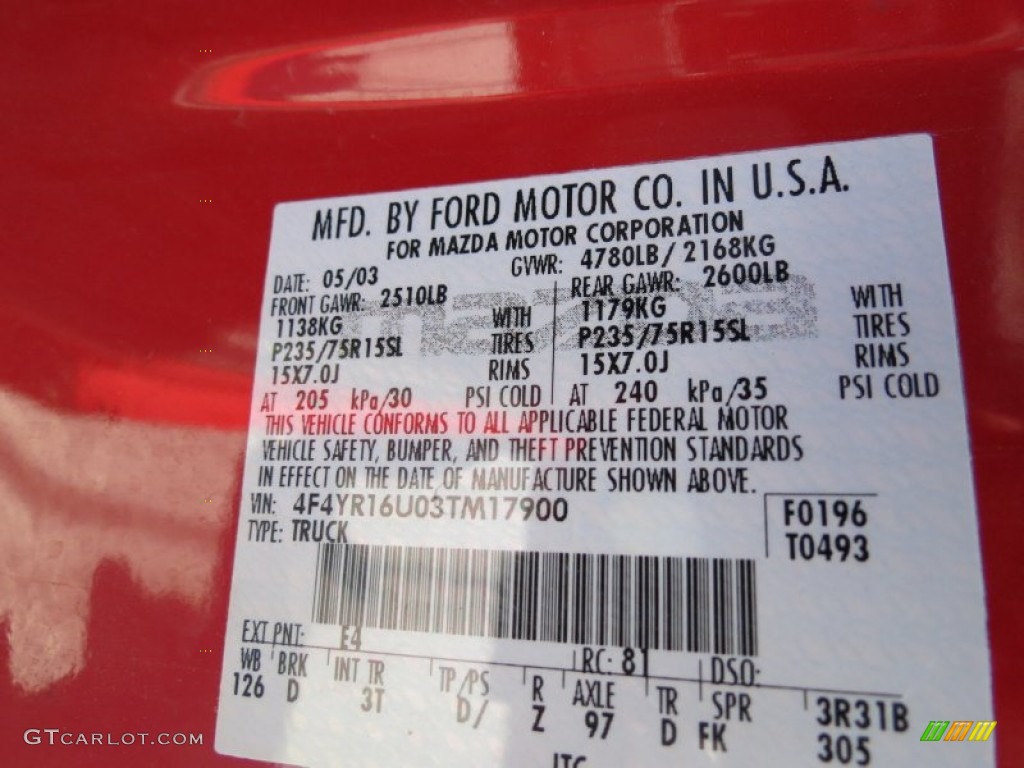 MFD. BY FORD MOTOR CO. IN U.S.A.
FOR MAZDA MOTOR CORPORATION
DATE: 05/03 GVWR: 4780LB / 2168KG
FRONT GAWR: 2510LB REAR GAWR: 2600LB
1138KG WITH 1179KG WITH
P235/75R15SL TIRES P235/75R15SL TIRES
15X7.0J RIMS 15X7.0J RIMS
AT 205 kPa/30 PSI COLD AT 240 kPa/35 PSI COLD
THIS VEHICLE CONFORMS TO ALL APPLICABLE FEDERAL MOTOR
VEHICLE SAFETY, BUMPER, AND THEFT PREVENTION STANDARDS
IN EFFECT ON THE DATE OF MANUFACTURE SHOWN ABOVE.
VIN: 4F4YR16U03TM17900 F0196
TYPE: TRUCK T0493
EXT PNT: E4 RC: 81 DSO:
WB BRK INT TR TP/PS R AXLE TR SPR 3R31B
126 D 3T D/ Z 97 D FK 305
ITC
GTCARLOT.COM